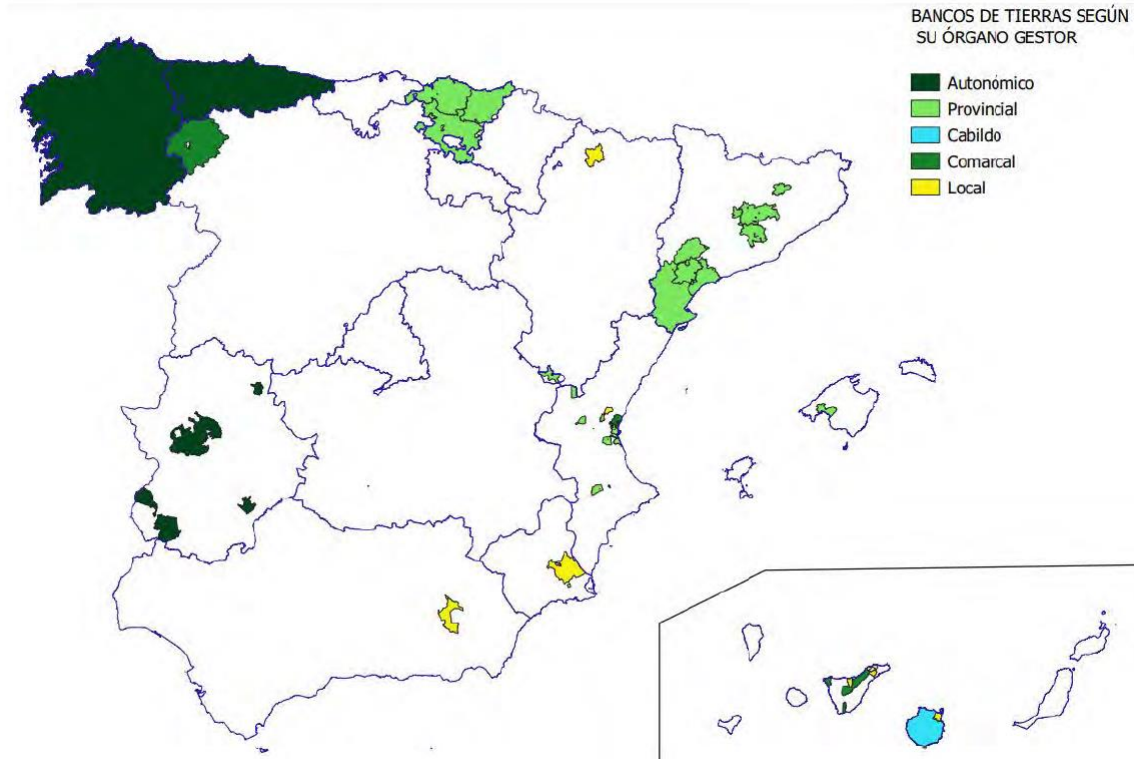 BANCOS DE TIERRAS SEGÚN
SU ÓRGANO GESTOR
Autonómico
Provincial
Cabildo
Comarcal
Local